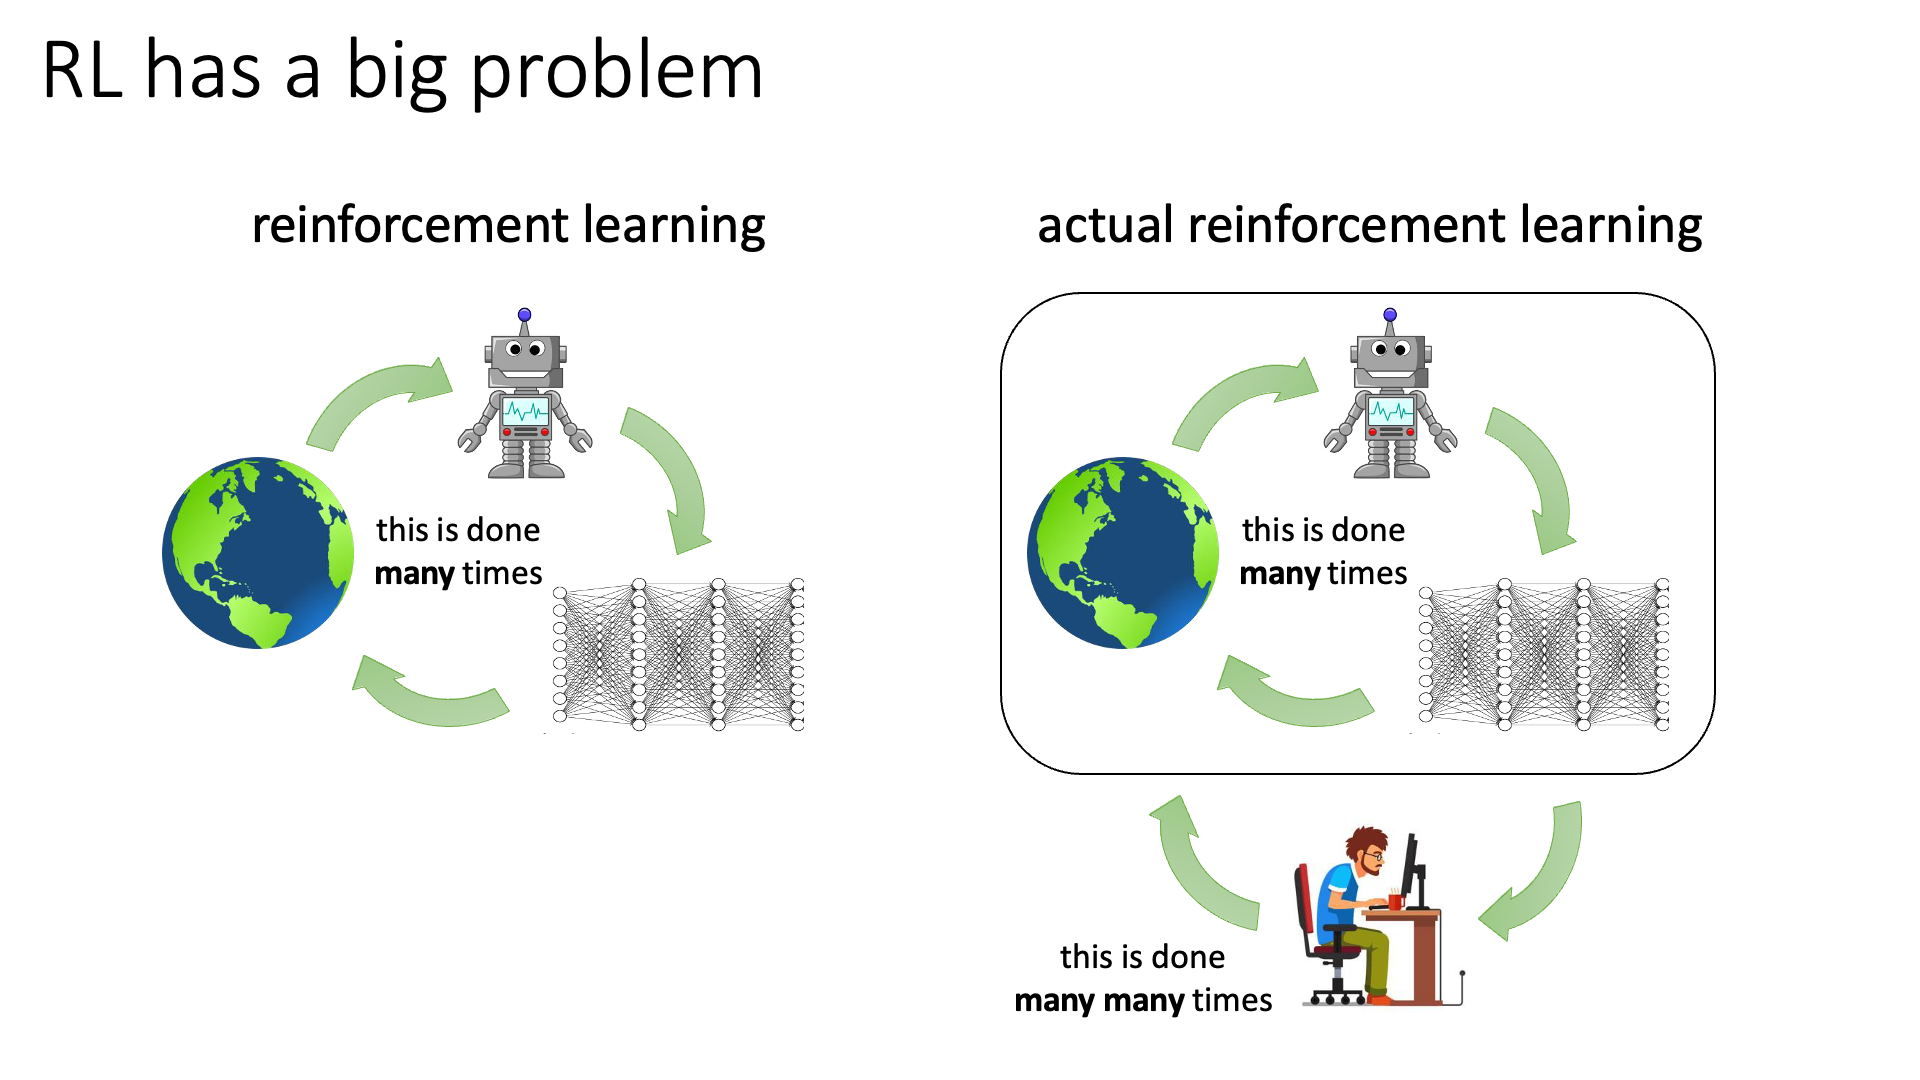 RL has a big problem
reinforcement learning
this is done
many times
actual reinforcement learning
this is done
many times
this is done
many many times